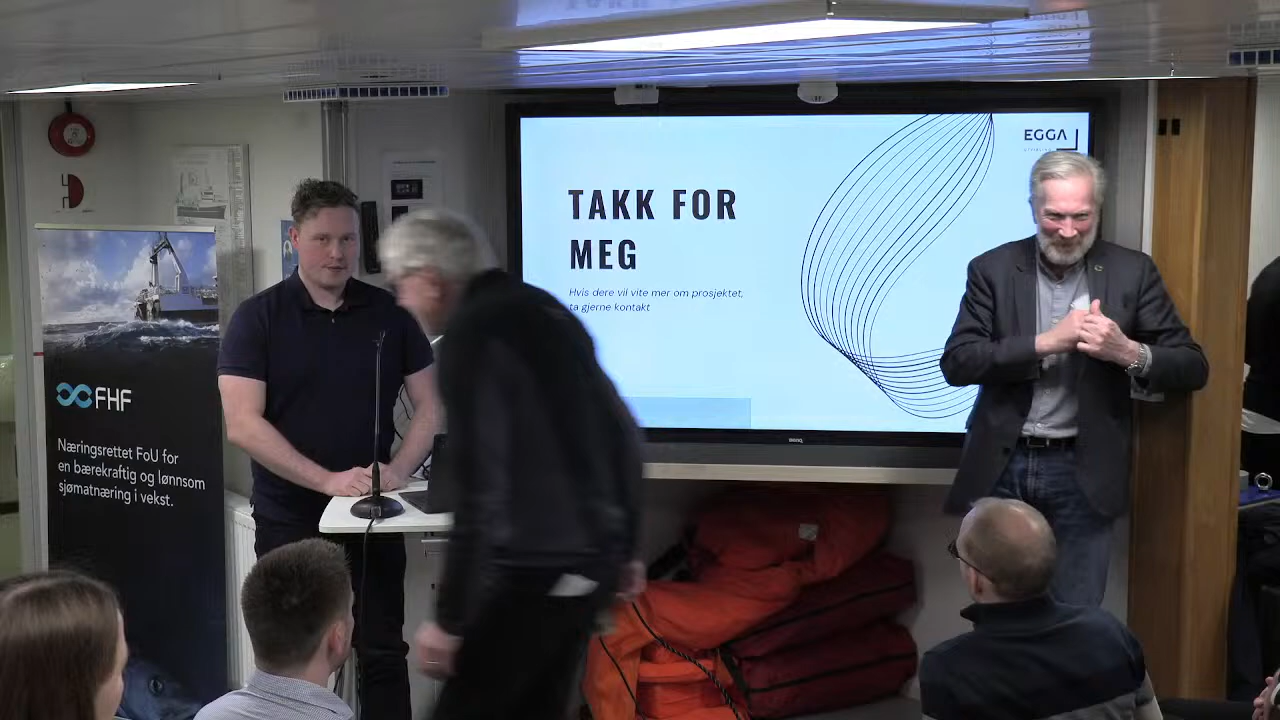 EGGA
TAKK FOR
MEG
Hvis dere vil vite mer om prosjektet,
ta gjerne kontakt
BenQ
FHF
Næringsrettet FoU for
en bærekraftig og lønnsom
sjømatnæring i vekst.